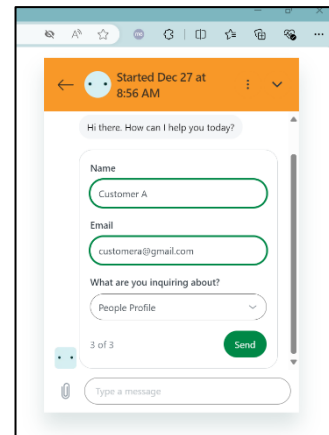 Started Dec 27 at
8:56 AM
Hi there. How can I help you today?
Name
Customer A
Email
customera@gmail.com
What are you inquiring about?
People Profile
3 of 3
Send
Type a message